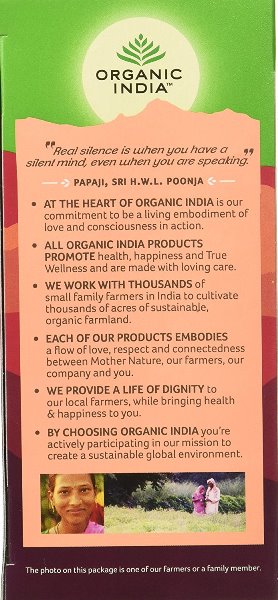 ORGANIC
INDIA™
"Real silence is when you have a
silent mind, even when you are speaking."
PAPAJI, SRI H.W.L. POONJA
• AT THE HEART OF ORGANIC INDIA is our
commitment to be a living embodiment of
love and consciousness in action.
• ALL ORGANIC INDIA PRODUCTS
PROMOTE health, happiness and True
Wellness and are made with loving care.
• WE WORK WITH THOUSANDS of
small family farmers in India to cultivate
thousands of acres of sustainable,
organic farmland.
• EACH OF OUR PRODUCTS EMBODIES
a flow of love, respect and connectedness
between Mother Nature, our farmers, our
company and you.
• WE PROVIDE A LIFE OF DIGNITY to
our local farmers, while bringing health
& happiness to you.
• BY CHOOSING ORGANIC INDIA you're
actively participating in our mission to
create a sustainable global environment.
The photo on this package is one of our farmers or a family member.